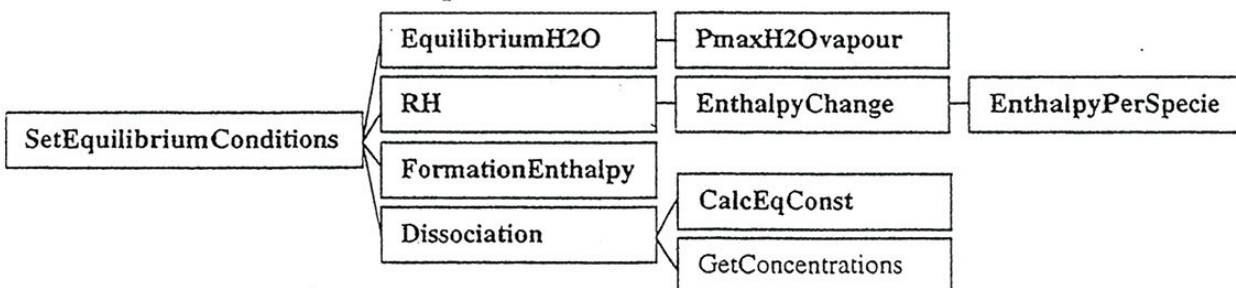 EquilibriumH2O
PmaxH2Ovapour
RH
EnthalpyChange
EnthalpyPerSpecie
SetEquilibriumConditions
FormationEnthalpy
Dissociation
CalcEqConst
GetConcentrations